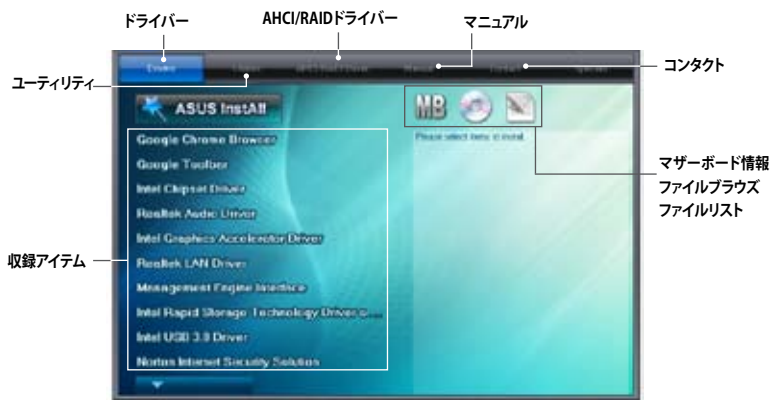 ドライバー
AHCI/RAIDドライバー
マニュアル
コンタクト
ユーティリティ
Drivers
Manual
Contact
ASUS InstAll
MB
Google Chrome Browser
Please select items to install.
Google Toolbar
Intel Chipset Driver
Realtek Audio Driver
Intel Graphics Accelerator Driver
Realtek LAN Driver
Management Engine Interface
Intel Rapid Storage Technology Driver
Intel USB 3.0 Driver
Norton Internet Security Solution
マザーボード情報
ファイルブラウズ
ファイルリスト
収録アイテム